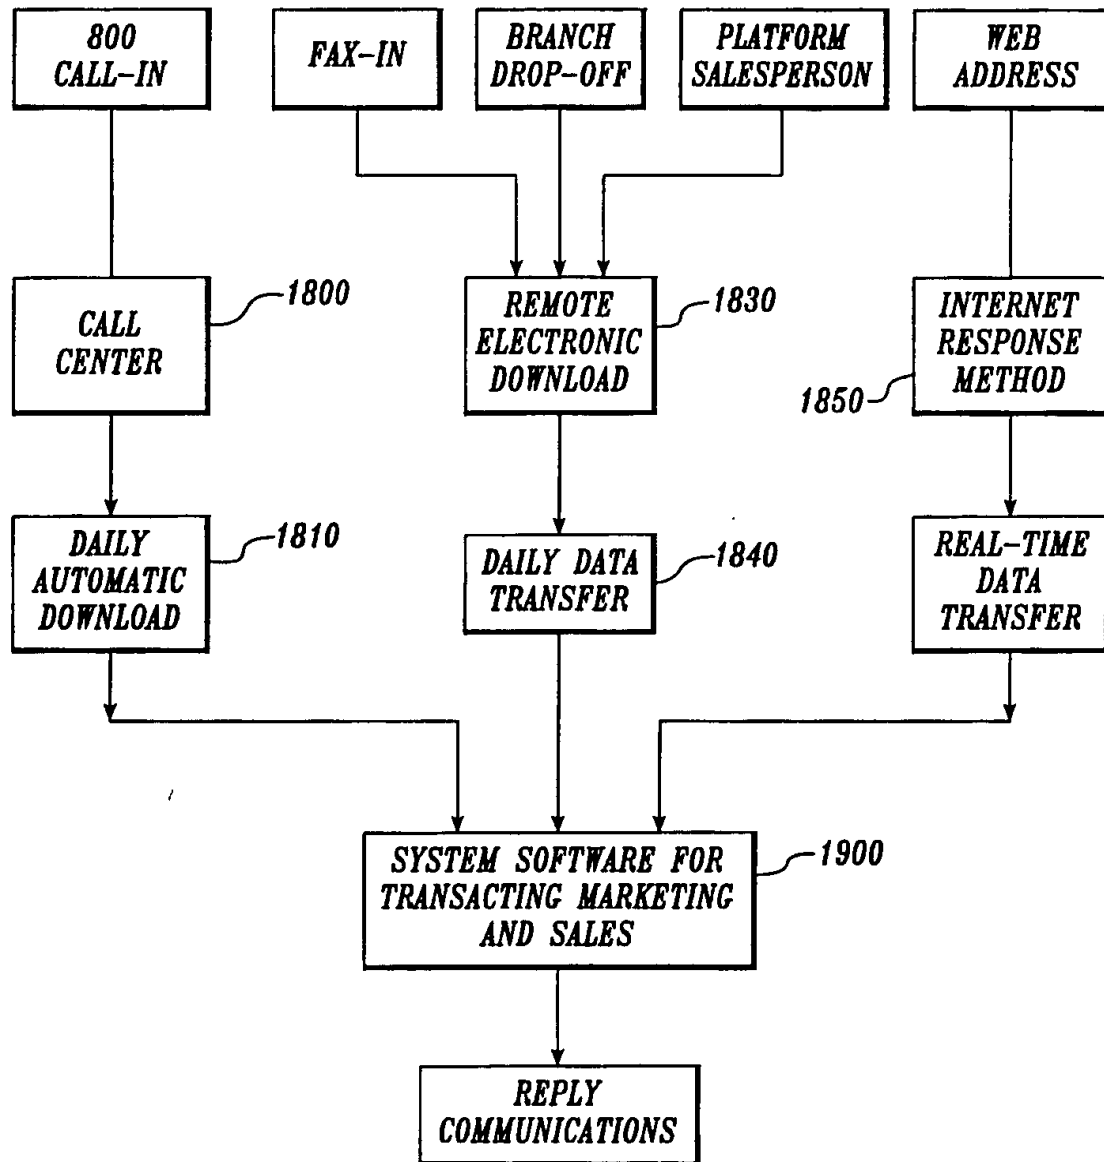 800
CALL-IN
FAX-IN
BRANCH
DROP-OFF
PLATFORM
SALESPERSON
WEB
ADDRESS
CALL
CENTER
1800
REMOTE
ELECTRONIC
DOWNLOAD
1830
INTERNET
RESPONSE
METHOD
1850
DAILY
AUTOMATIC
DOWNLOAD
1810
DAILY DATA
TRANSFER
1840
REAL-TIME
DATA
TRANSFER
SYSTEM SOFTWARE FOR
TRANSACTING MARKETING
AND SALES
1900
REPLY
COMMUNICATIONS